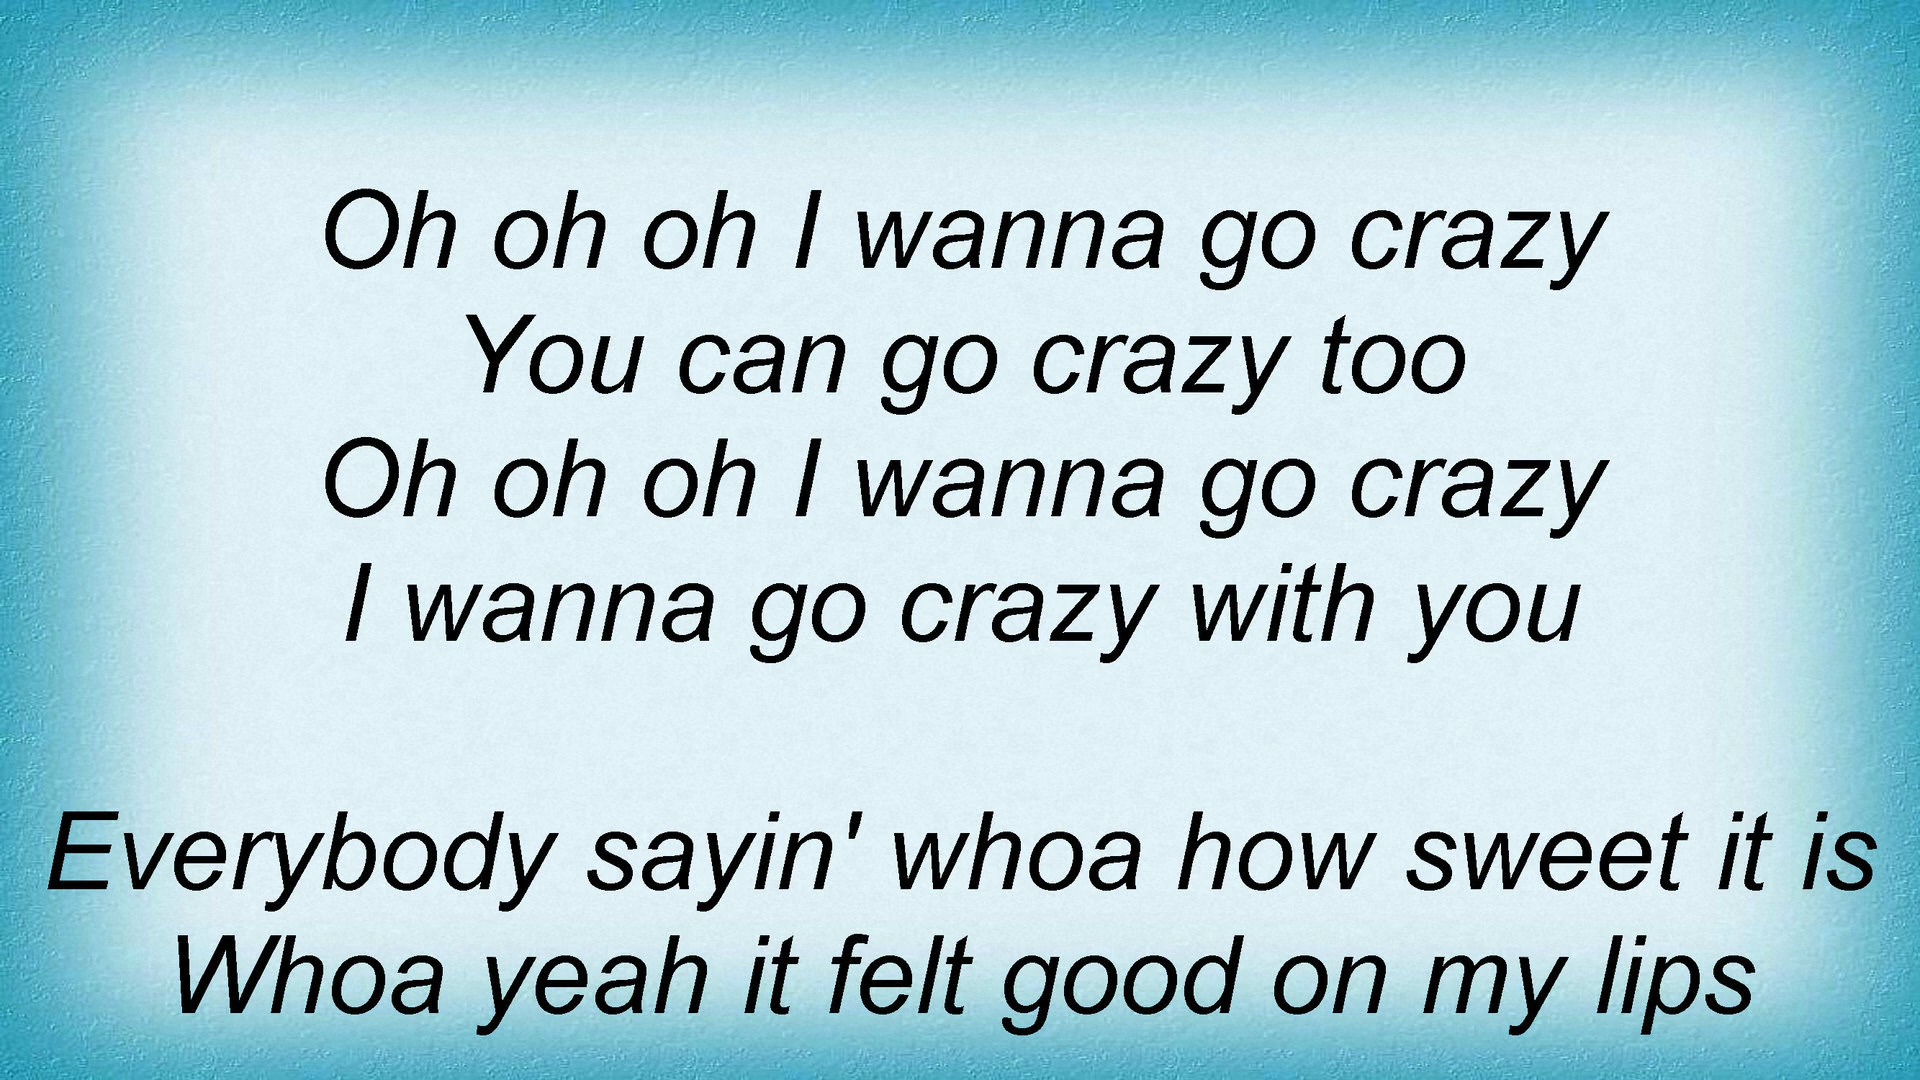 Oh oh oh I wanna go crazy
You can go crazy too
Oh oh oh I wanna go crazy
I wanna go crazy with you
Everybody sayin' whoa how sweet it is
Whoa yeah it felt good on my lips